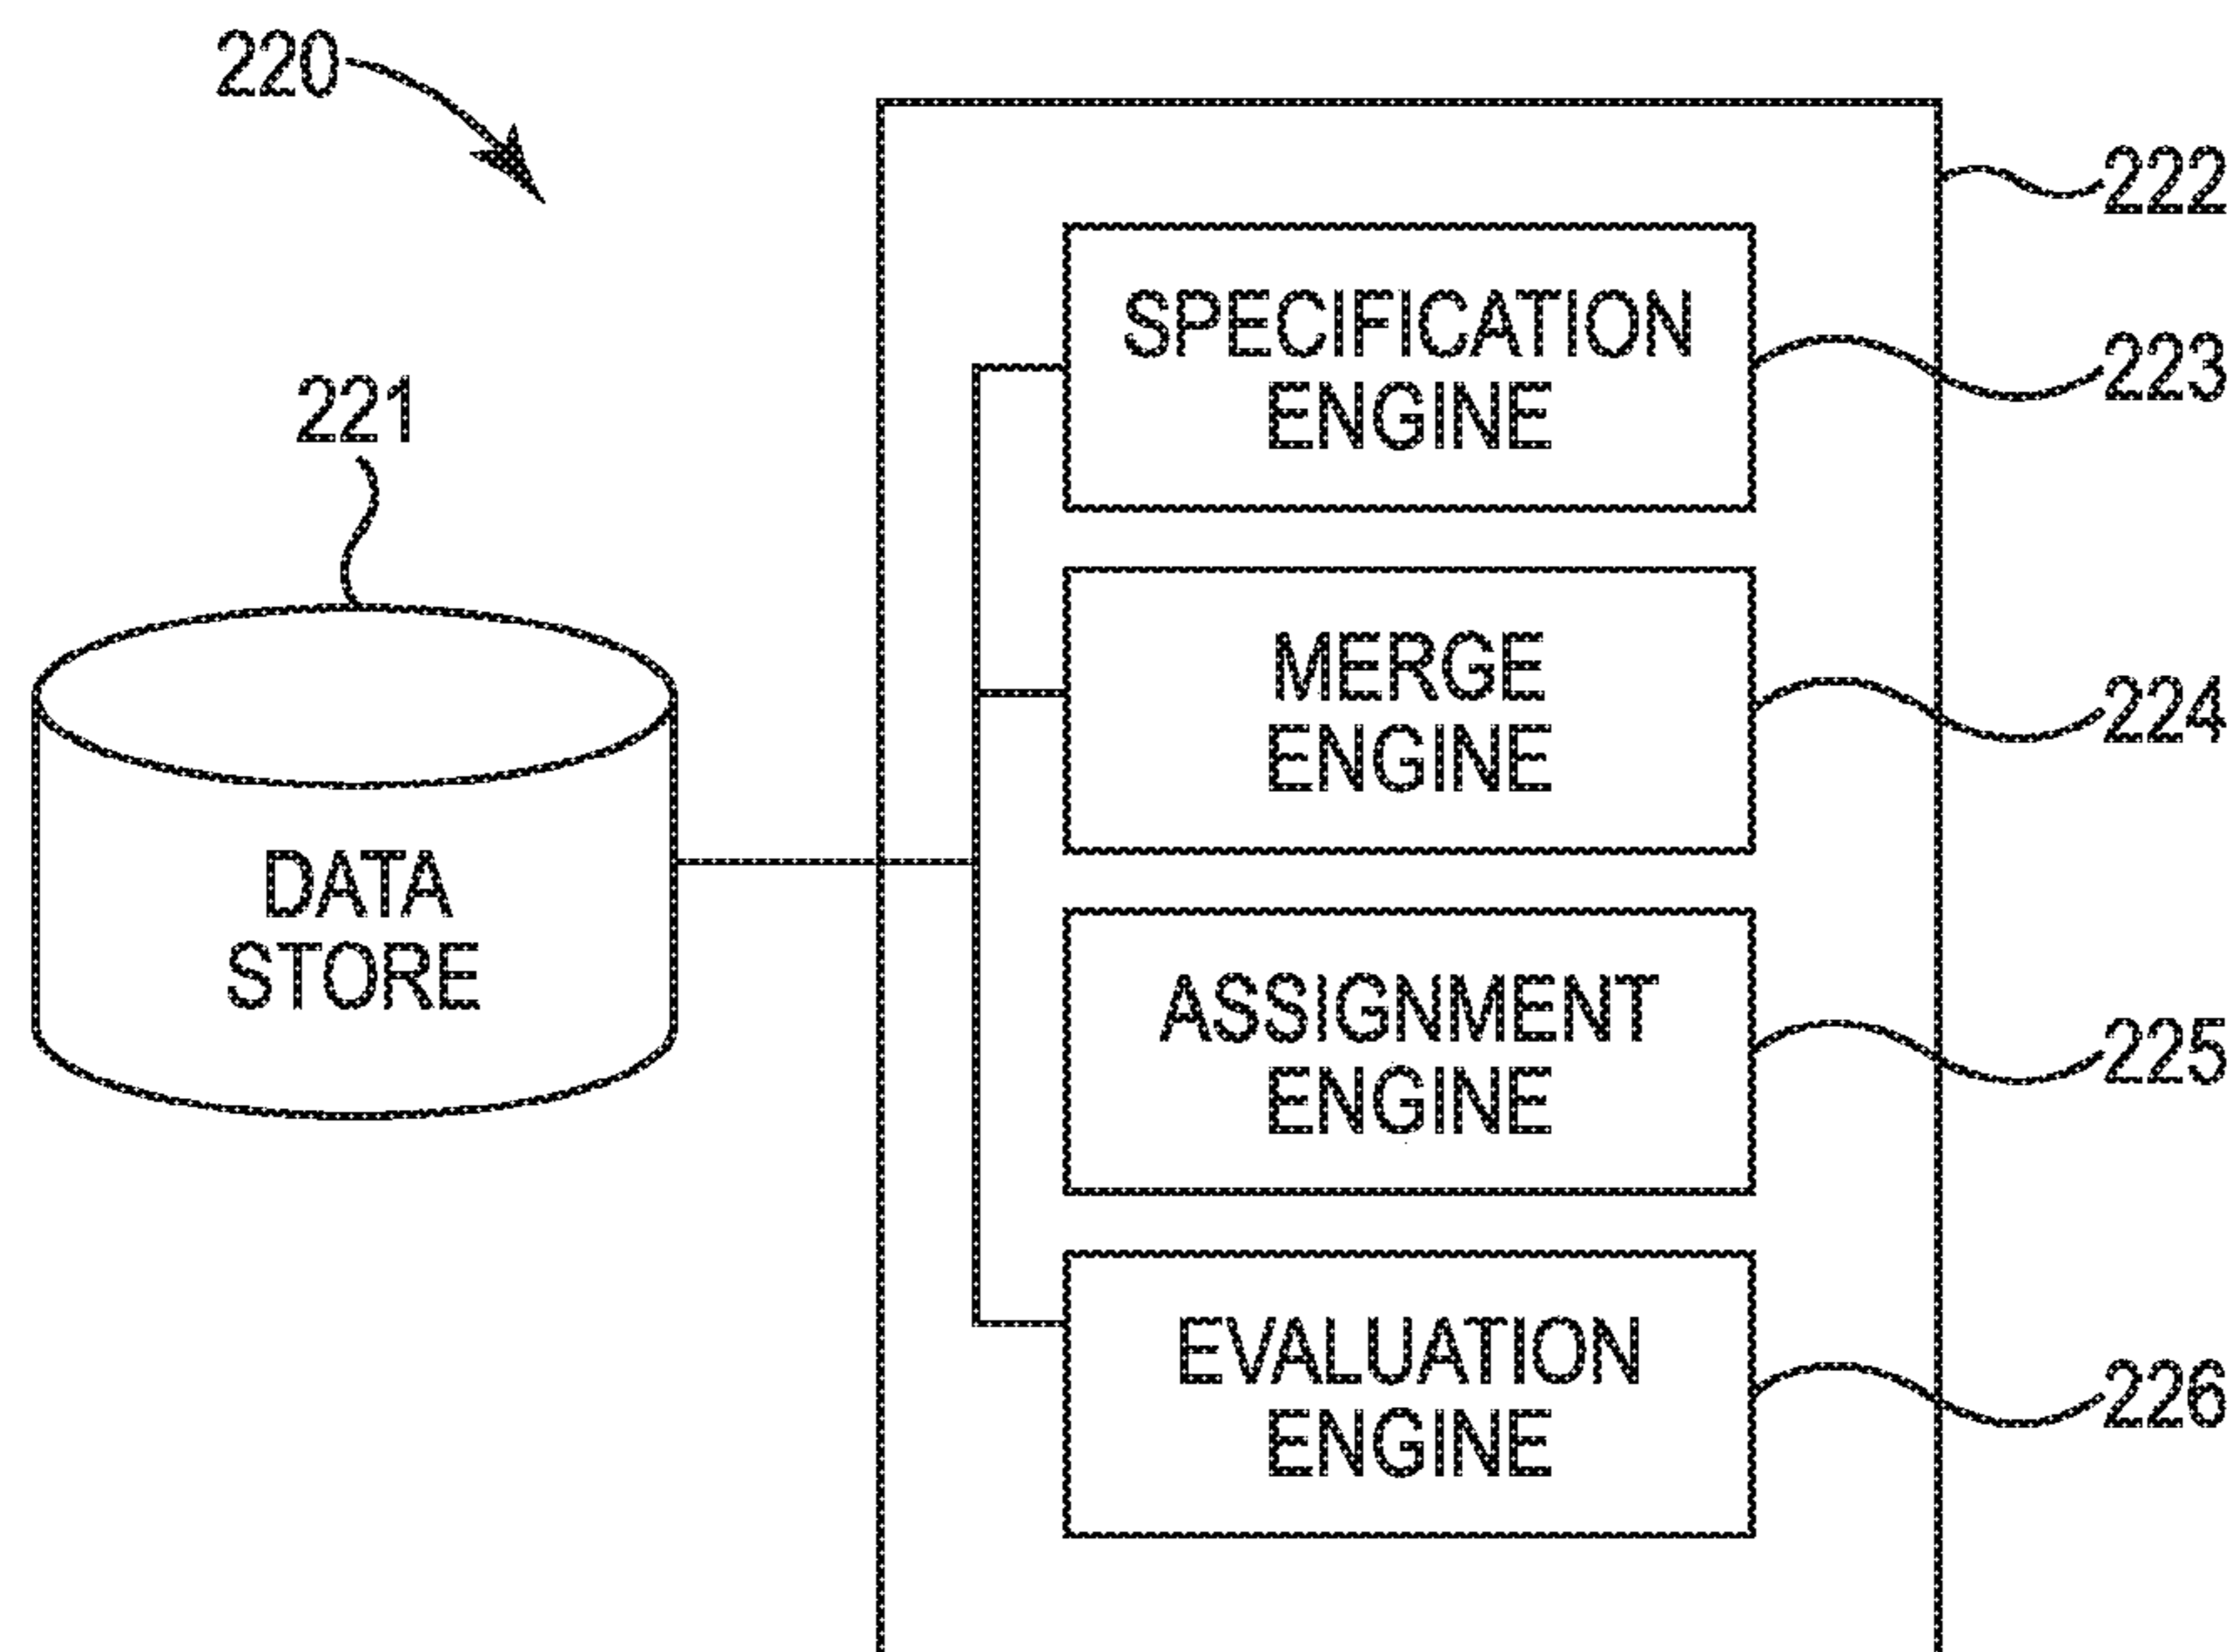 220
222
SPECIFICATION
ENGINE
223
221
MERGE
ENGINE
224
DATA
STORE
ASSIGNMENT
ENGINE
225
EVALUATION
ENGINE
226